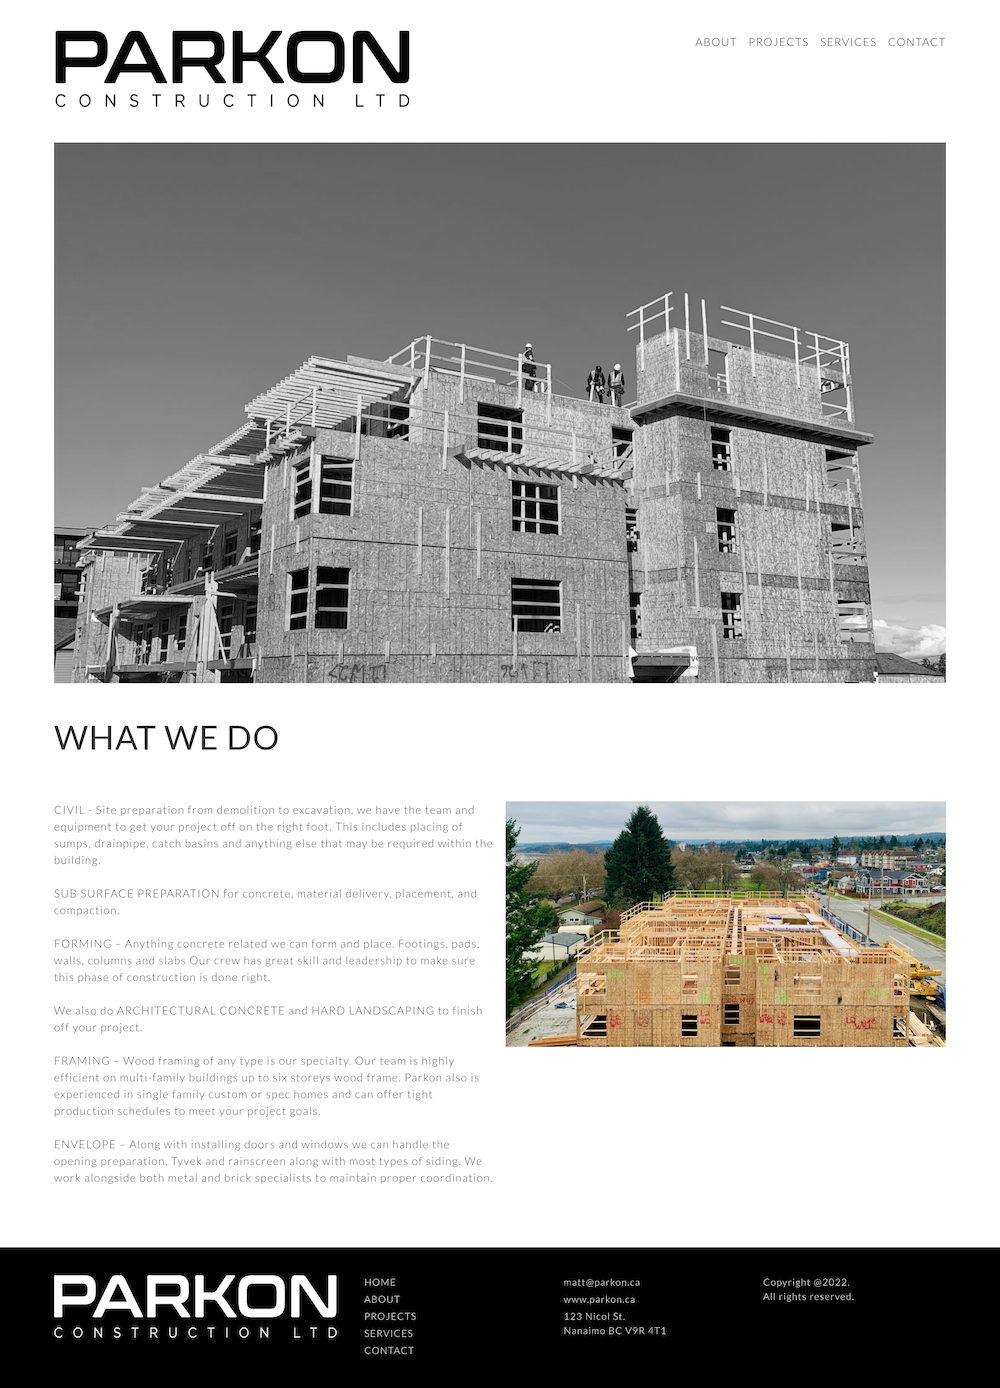 PARKON
CONSTRUCTION LTD
ABOUT PROJECTS SERVICES CONTACT
WHAT WE DO
CIVIL - Site preparation from demolition to excavation, we have the team and
equipment to get your project off on the right foot. This includes placing of
sumps, drainpipe, catch basins and anything else that may be required within the
building.
SUB SURFACE PREPARATION for concrete, material delivery, placement, and
compaction.
FORMING – Anything concrete related we can form and place. Footings, pads,
walls, columns and slabs Our crew has great skill and leadership to make sure
this phase of construction is done right.
We also do ARCHITECTURAL CONCRETE and HARD LANDSCAPING to finish
off your project.
FRAMING – Wood framing of any type is our specialty. Our team is highly
efficient on multi-family buildings up to six storeys wood frame. Parkon also is
experienced in single family custom or spec homes and can offer tight
production schedules to meet your project goals.
ENVELOPE – Along with installing doors and windows we can handle the
opening preparation, Tyvek and rainscreen along with most types of siding. We
work alongside both metal and brick specialists to maintain proper coordination.
PARKON
CONSTRUCTION LTD
HOME
ABOUT
PROJECTS
SERVICES
CONTACT
matt@parkon.ca
www.parkon.ca
123 Nicol St.
Nanaimo BC V9R 4T1
Copyright @2022.
All rights reserved.